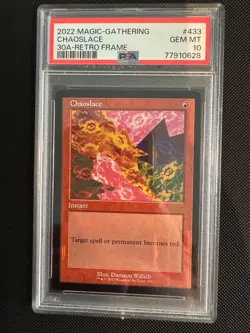 2022 MAGIC-GATHERING #433
CHAOSLACE GEM MT
30A-RETRO FRAME 10
PSA 77910628
Chaoslace
Instant
Target spell or permanent becomes red.
Illus. Dameon Willich